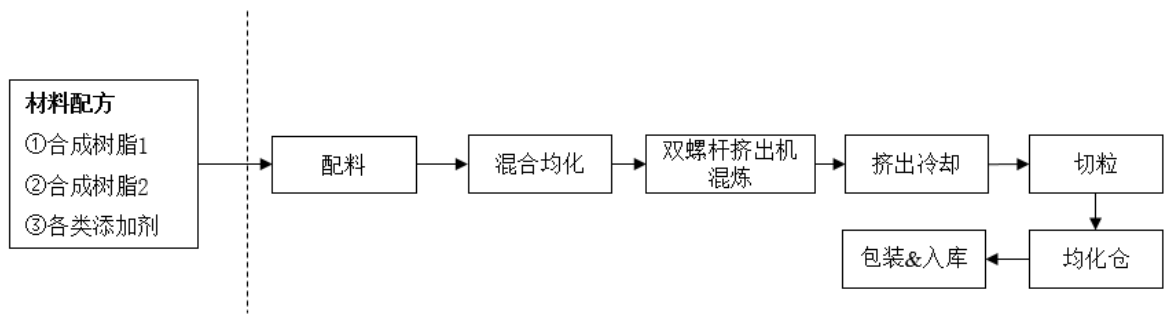 材料配方
①合成树脂1
②合成树脂2
③各类添加剂
配料
混合均化
双螺杆挤出机
混炼
挤出冷却
切粒
均化仓
包装&入库